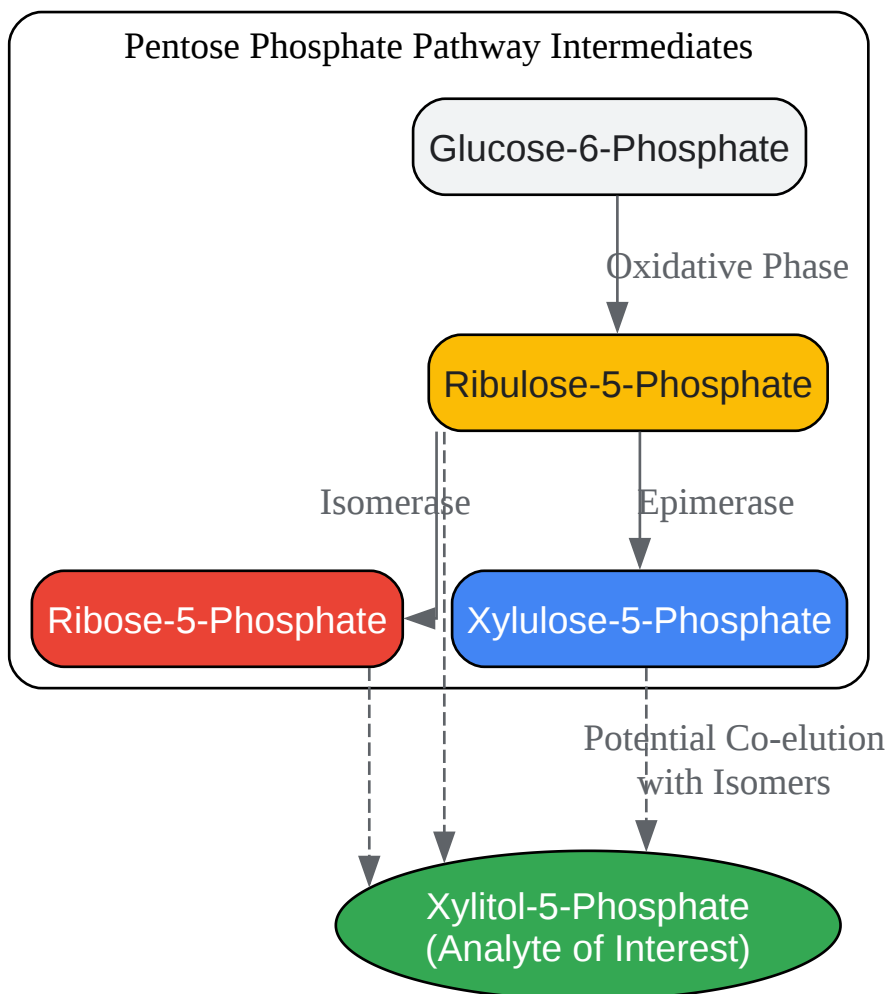 Pentose Phosphate Pathway Intermediates
Glucose-6-Phosphate
Oxidative Phase
Ribulose-5-Phosphate
Isomerase
Epimerase
Ribose-5-Phosphate
Xylulose-5-Phosphate
Potential Co-elution
with Isomers
Xylitol-5-Phosphate
(Analyte of Interest)